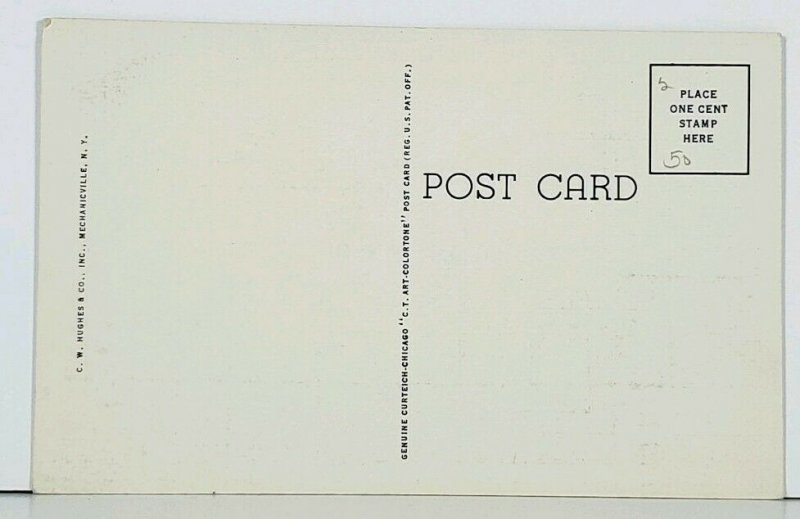 C. W. HUGHES & CO., INC., MECHANICVILLE, N. Y.
GENUINE CURTEICH-CHICAGO "C.T. ART-COLORTONE" POST CARD (REG. U.S. PAT. OFF.)
POST CARD
PLACE
ONE CENT
STAMP
HERE
50